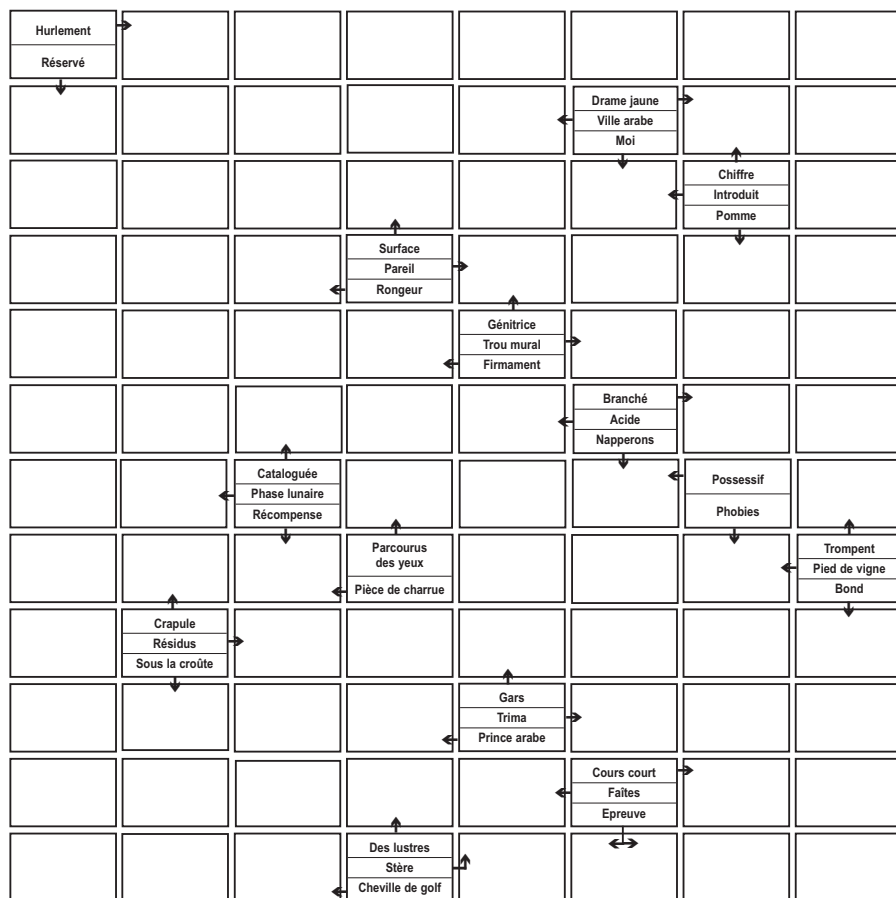 Hurlement
Réservé
Drame jaune
Ville arabe
Moi
Chiffre
Introduit
Pomme
Surface
Pareil
Rongeur
Génitrice
Trou mural
Firmament
Branché
Acide
Napperons
Cataloguée
Phase lunaire
Récompense
Possessif
Phobies
Parcourus
des yeux
Pièce de charrue
Trompent
Pied de vigne
Bond
Crapule
Résidus
Sous la croûte
Gars
Trima
Prince arabe
Cours court
Faîtes
Epreuve
Des lustres
Stère
Cheville de golf